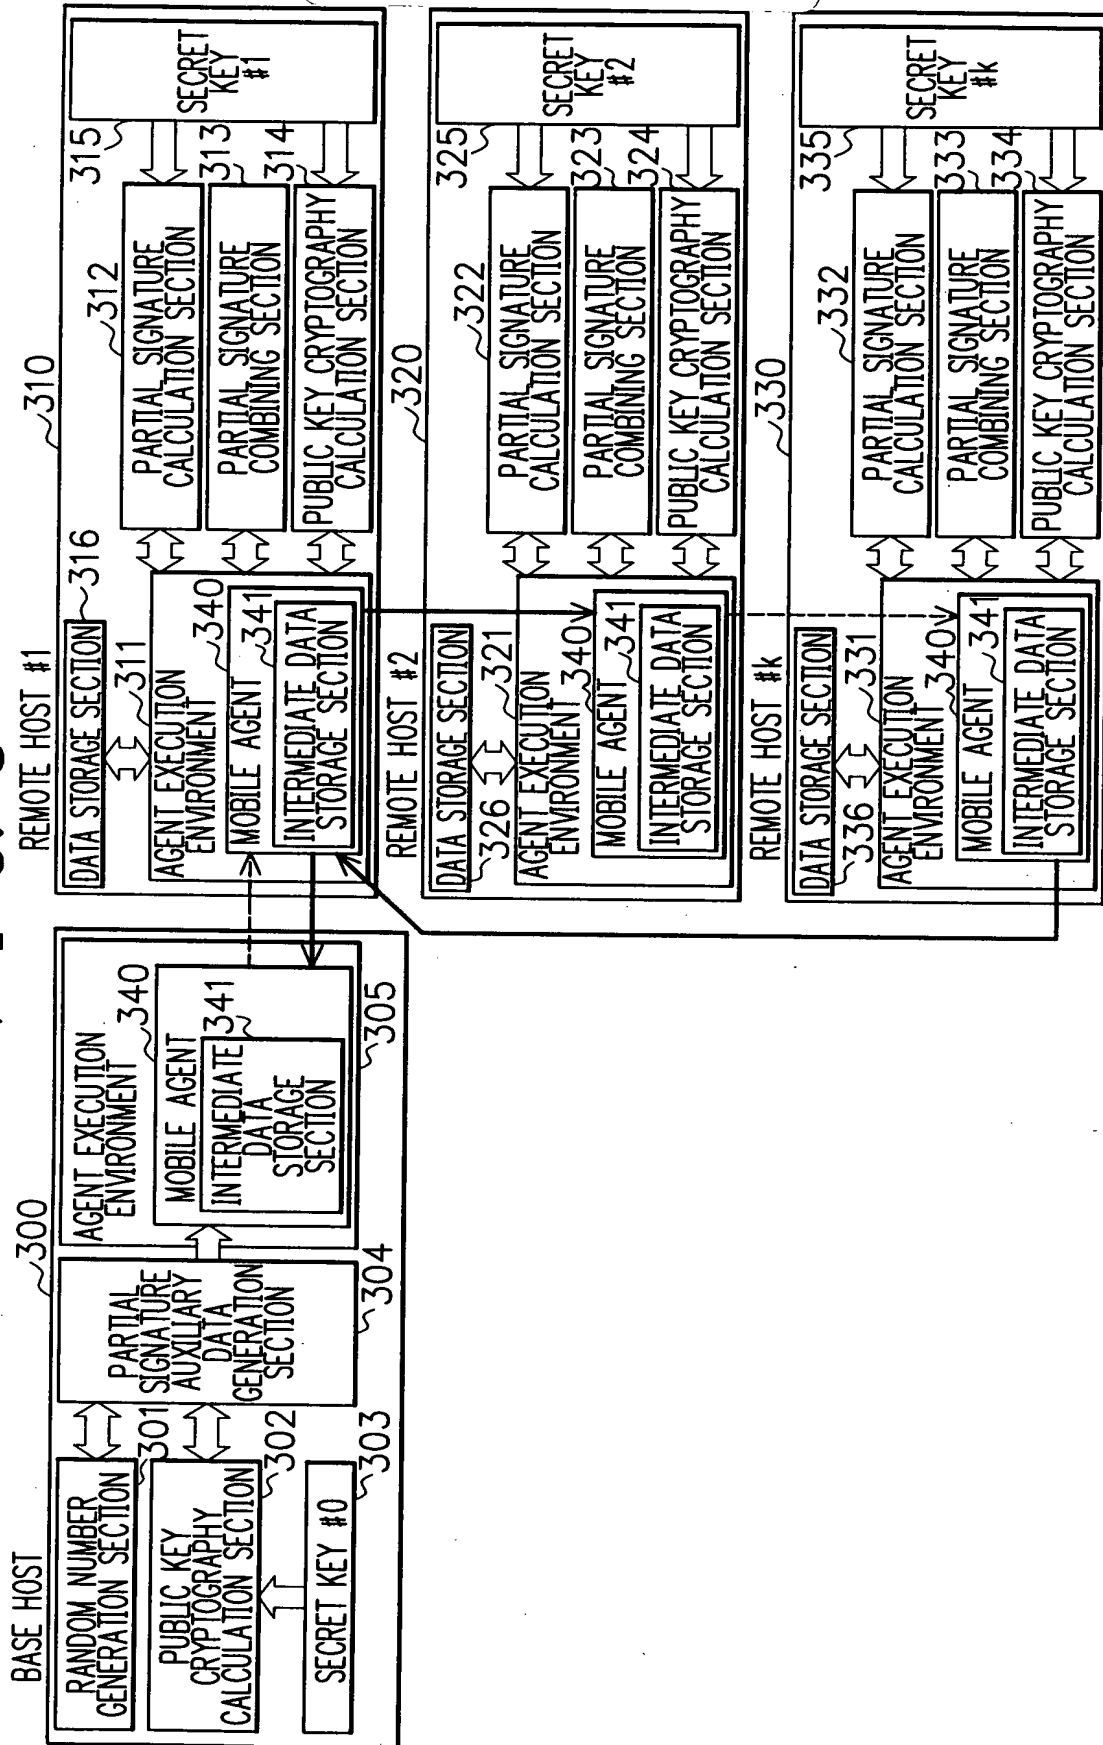 BASE HOST
300
RANDOM NUMBER
GENERATION SECTION
301
PUBLIC KEY
CRYPTOGRAPHY
CALCULATION SECTION
302
SECRET KEY #0
303
PARTIAL
SIGNATURE
AUXILIARY
DATA
GENERATION
SECTION
304
AGENT EXECUTION
ENVIRONMENT
340
MOBILE AGENT
341
INTERMEDIATE
DATA
STORAGE
SECTION
305
REMOTE HOST #1
310
DATA STORAGE SECTION
316
311
AGENT EXECUTION
ENVIRONMENT
340
MOBILE AGENT
341
INTERMEDIATE DATA
STORAGE SECTION
312
PARTIAL SIGNATURE
CALCULATION SECTION
313
PARTIAL SIGNATURE
COMBINING SECTION
314
PUBLIC KEY CRYPTOGRAPHY
CALCULATION SECTION
315
SECRET
KEY
#1
REMOTE HOST #2
320
DATA STORAGE SECTION
326
321
AGENT EXECUTION
ENVIRONMENT
340
MOBILE AGENT
341
INTERMEDIATE DATA
STORAGE SECTION
322
PARTIAL SIGNATURE
CALCULATION SECTION
323
PARTIAL SIGNATURE
COMBINING SECTION
324
PUBLIC KEY CRYPTOGRAPHY
CALCULATION SECTION
325
SECRET
KEY
#2
REMOTE HOST #k
330
DATA STORAGE SECTION
336
331
AGENT EXECUTION
ENVIRONMENT
340
MOBILE AGENT
341
INTERMEDIATE DATA
STORAGE SECTION
332
PARTIAL SIGNATURE
CALCULATION SECTION
333
PARTIAL SIGNATURE
COMBINING SECTION
334
PUBLIC KEY CRYPTOGRAPHY
CALCULATION SECTION
335
SECRET
KEY
#k